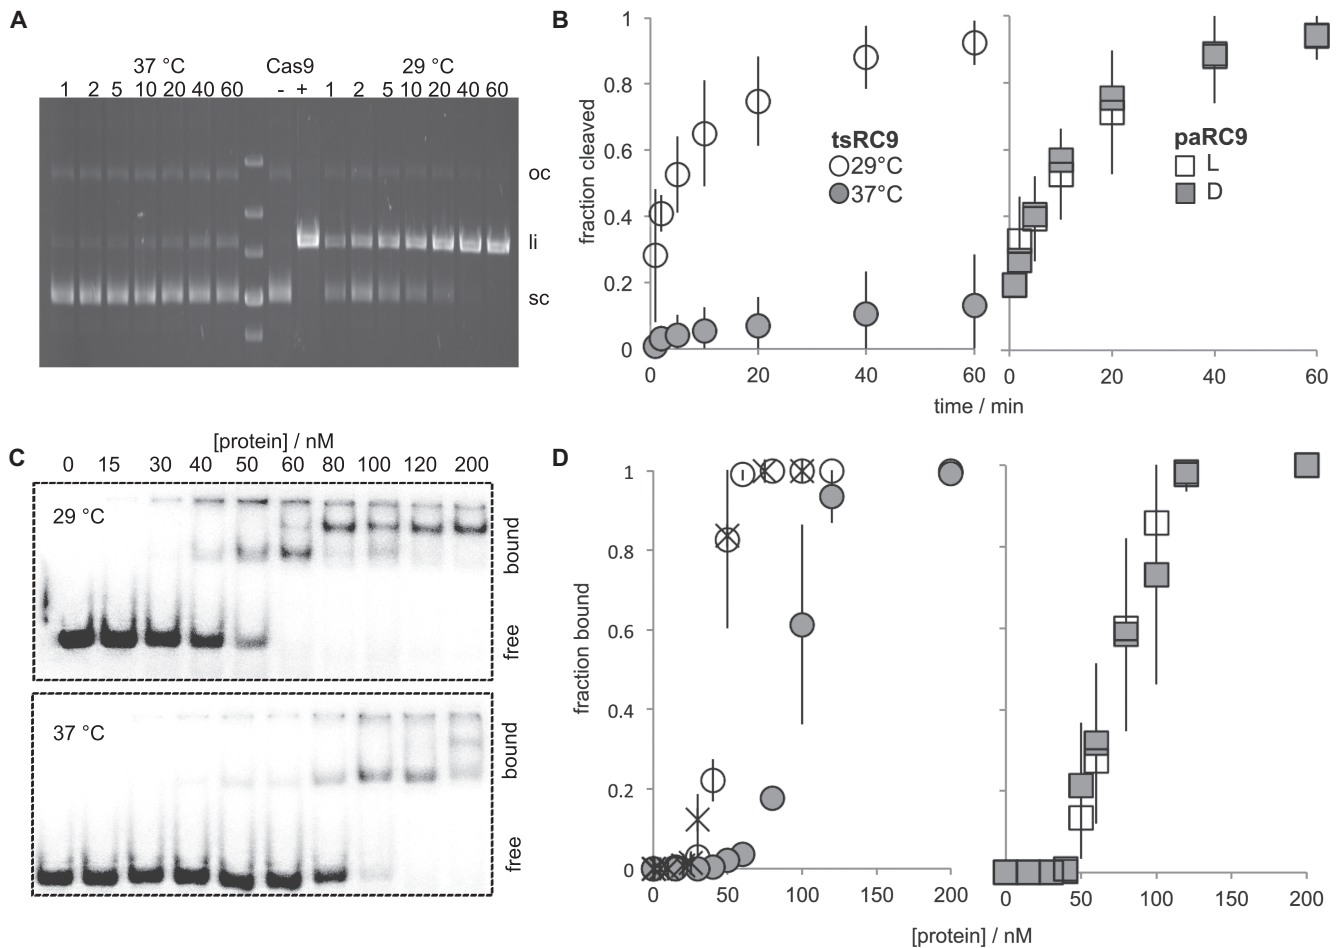 A
37 °C Cas9 29 °C
1 2 5 10 20 40 60 - + 1 2 5 10 20 40 60
oc
li
sc
B
fraction cleaved
1
0.8
0.6
0.4
0.2
0
0 20 40 60
tsRC9
29°C
37°C
0 20 40 60
paRC9
L
D
time / min
C
[protein] / nM
0 15 30 40 50 60 80 100 120 200
29 °C
bound
free
37 °C
bound
free
D
fraction bound
1
0.8
0.6
0.4
0.2
0
0 50 100 150 200
0 50 100 150 200
[protein] / nM